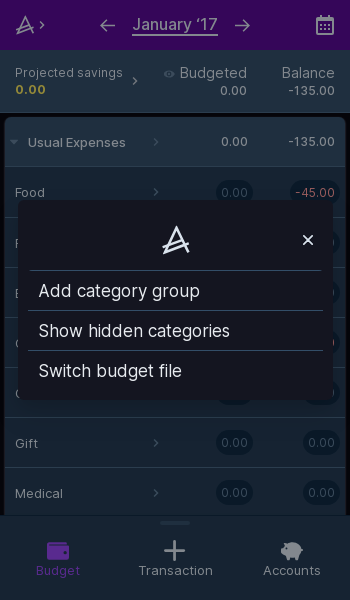 January ‘17
Projected savings
0.00
Budgeted
0.00
Balance
-135.00
Usual Expenses 0.00 -135.00
Food 0.00 -45.00
Add category group
Show hidden categories
Switch budget file
Gift 0.00 0.00
Medical 0.00 0.00
Budget Transaction Accounts